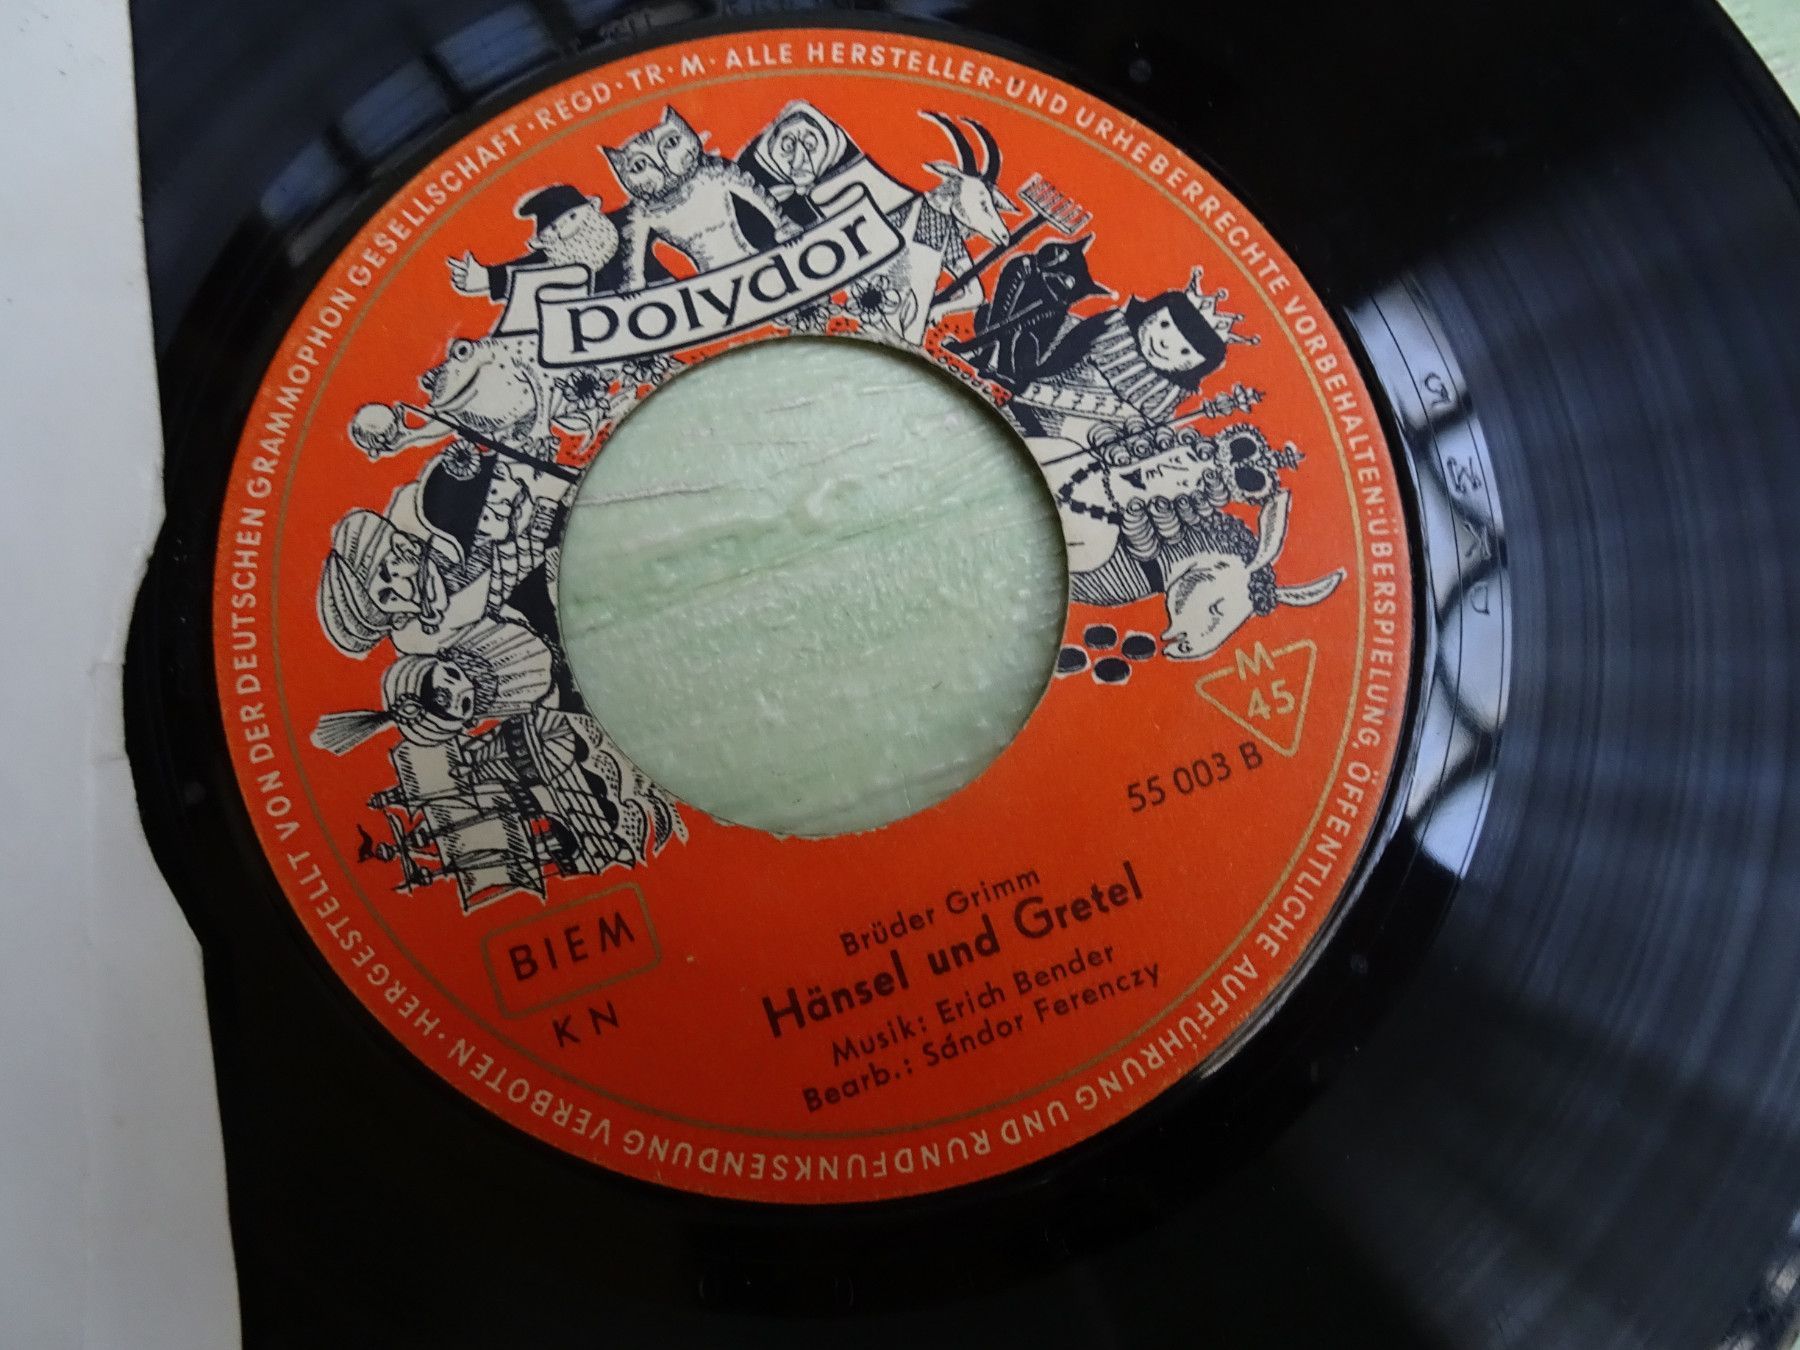 polydor
M
45
55 003 B
BIEM
K N
Brüder Grimm
Hänsel und Gretel
Musik: Erich Bender
Bearb.: Sándor Ferenczy
HERGESTELLT VON DER DEUTSCHEN GRAMMOPHON GESELLSCHAFT · REGD · TR · M · ALLE HERSTELLER- UND URHEBERRECHTE VORBEHALTEN: ÜBERSPIELUNG, ÖFFENTLICHE AUFFÜHRUNG UND RUNDFUNKSENDUNG VERBOTEN ·